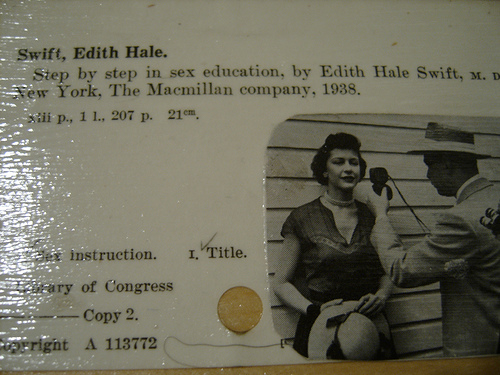 Swift, Edith Hale.
Step by step in sex education, by Edith Hale Swift, M. D
New York, The Macmillan company, 1938.
xiii p., 1 l., 207 p. 21cm.
Sex instruction. I. Title.
Library of Congress
Copy 2.
Copyright A 113772